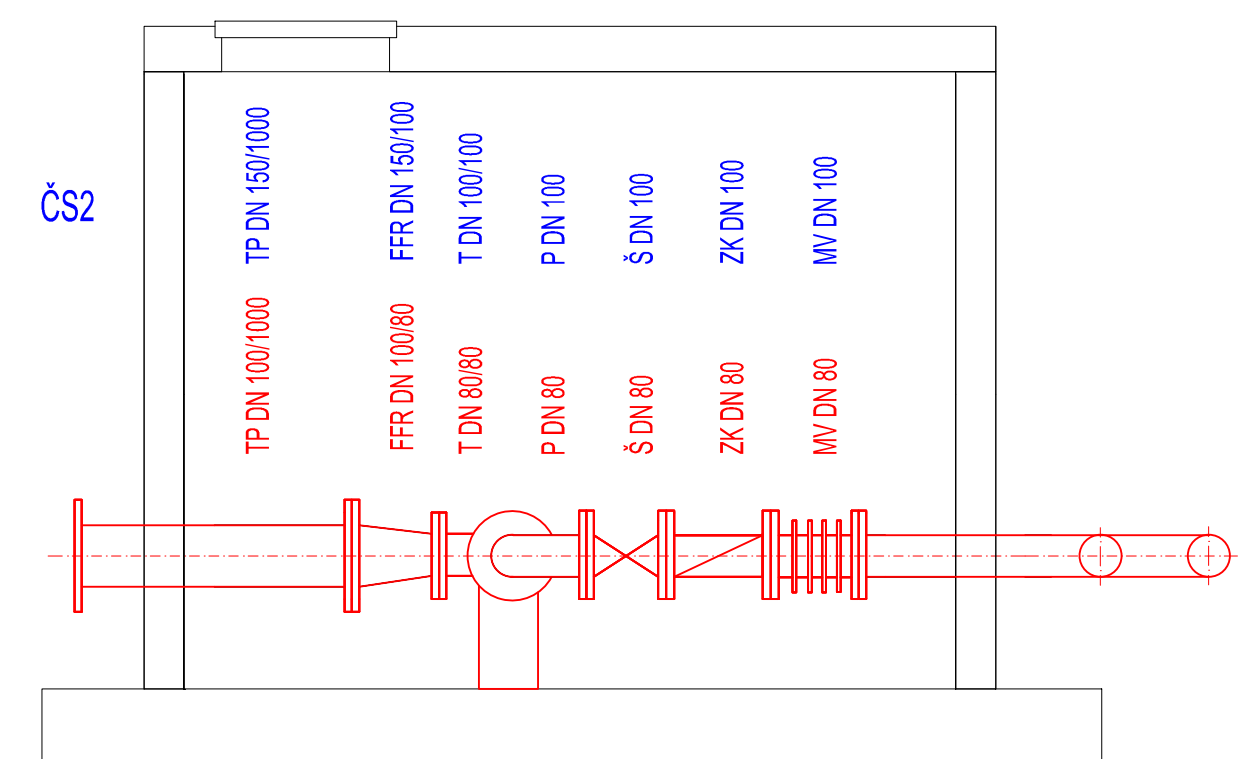 ČS2
TP DN 150/1000
FFR DN 150/100
T DN 100/100
P DN 100
Š DN 100
ZK DN 100
MV DN 100
TP DN 100/1000
FFR DN 100/80
T DN 80/80
P DN 80
Š DN 80
ZK DN 80
MV DN 80